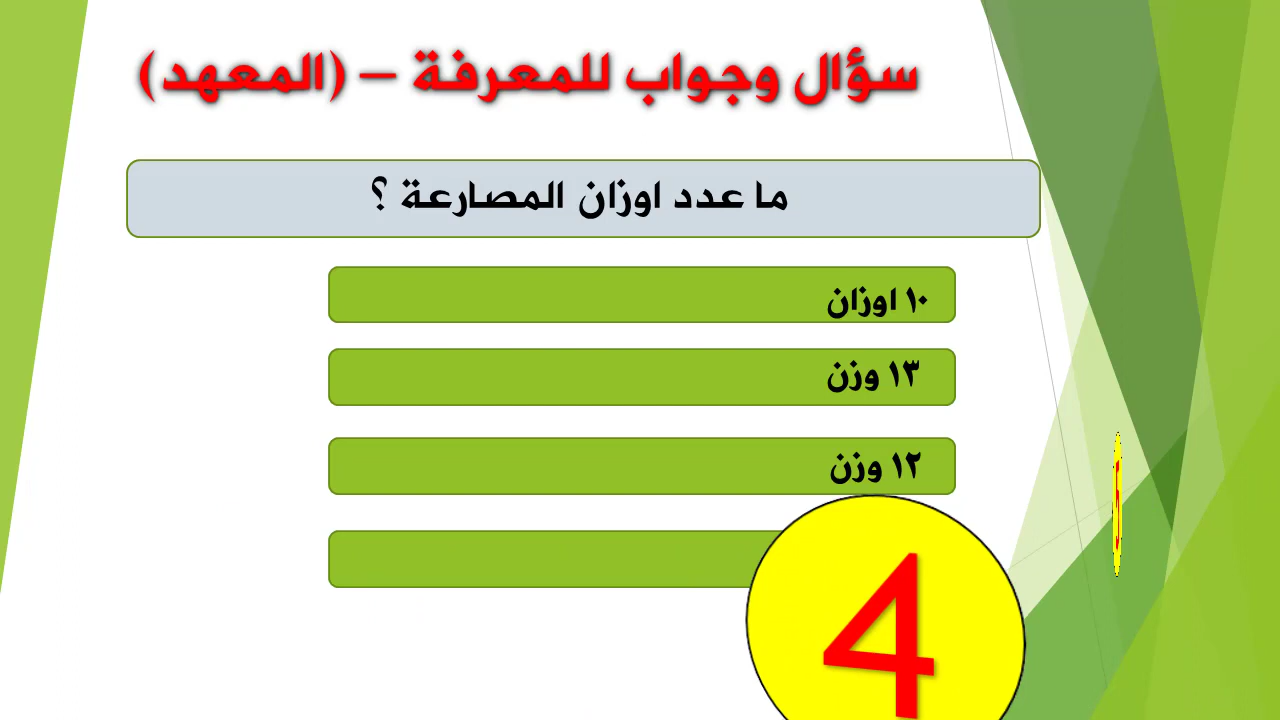 سؤال وجواب للمعرفة – (المعهد)
ما عدد اوزان المصارعة ؟
١٠ اوزان
١٣ وزن
١٢ وزن
4